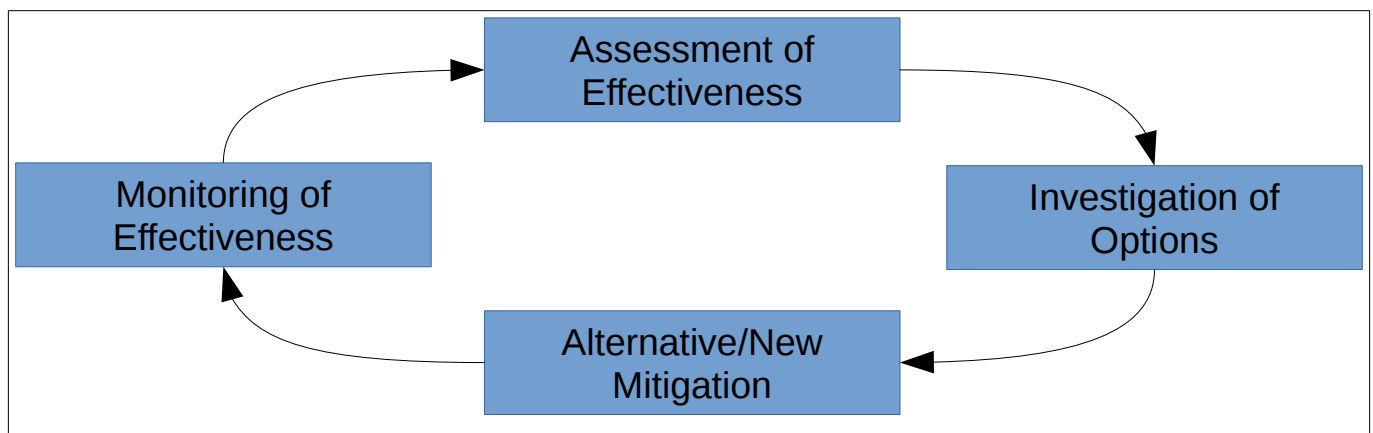 Assessment of
Effectiveness
Monitoring of
Effectiveness
Investigation of
Options
Alternative/New
Mitigation